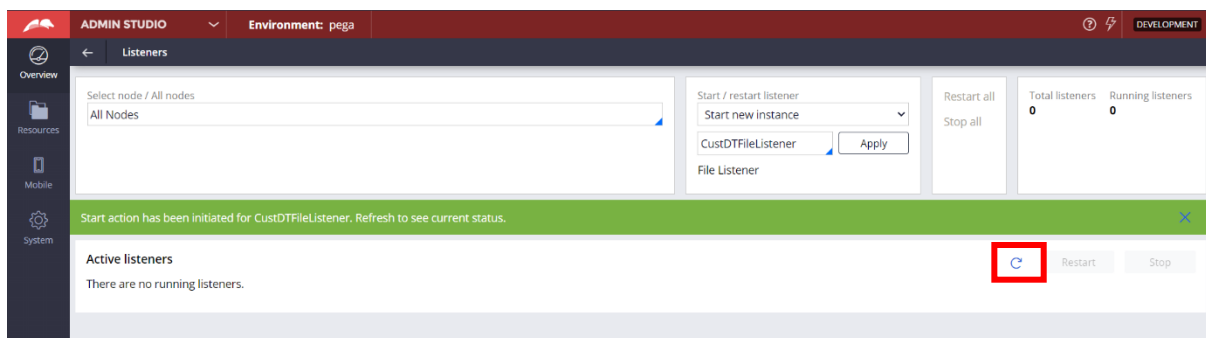 ADMIN STUDIO Environment: pega DEVELOPMENT
Overview
Resources
Mobile
System
Listeners
Select node / All nodes
All Nodes
Start / restart listener
Start new instance
CustDTFileListener Apply
File Listener
Restart all
Stop all
Total listeners Running listeners
0 0
Start action has been initiated for CustDTFileListener. Refresh to see current status.
Active listeners
Restart Stop
There are no running listeners.